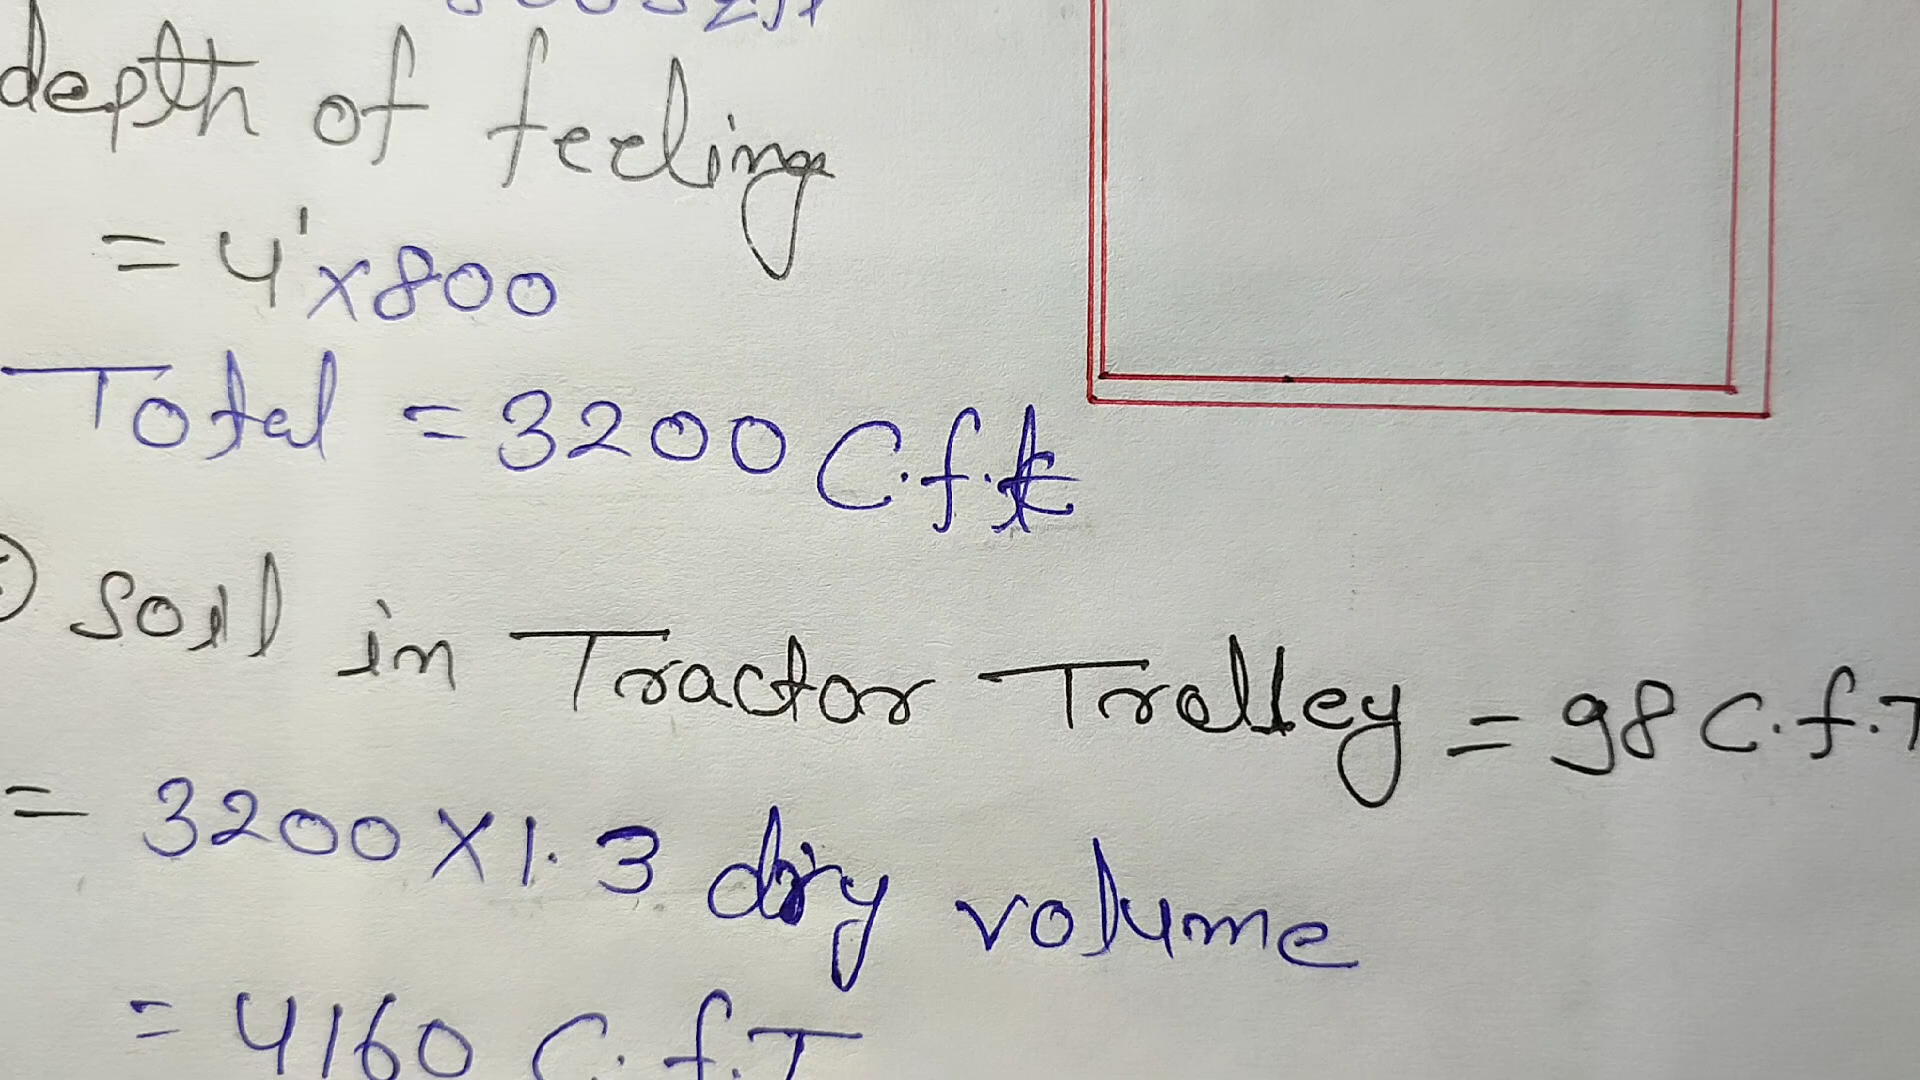 depth of feeling
= 4'x800
Total = 3200 C.f.t
soil in Tractor Trolley = 98 C.f.T
= 3200 X 1.3 dry volume
= 4160 C.f.T